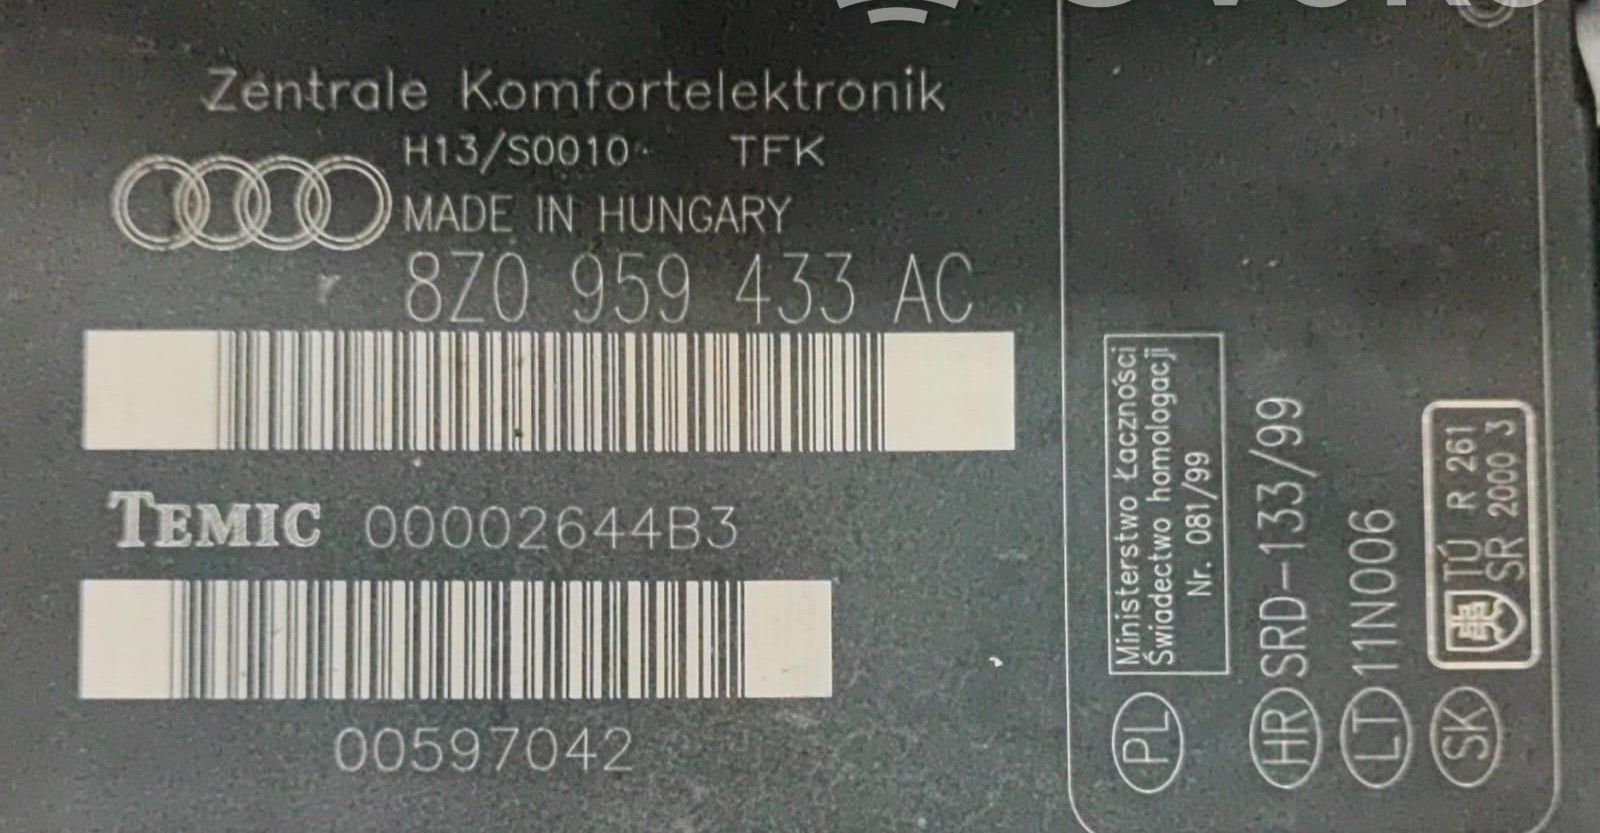 Zentrale Komfortelektronik
H13/S0010 TFK
MADE IN HUNGARY
8Z0 959 433 AC
TEMIC 00002644B3
00597042
PL
Ministerstwo Łączności
Świadectwo homologacji
Nr. 081/99
HR SRD-133/99
LT 11N006
SK
TÚ R 261
SR 2000 3